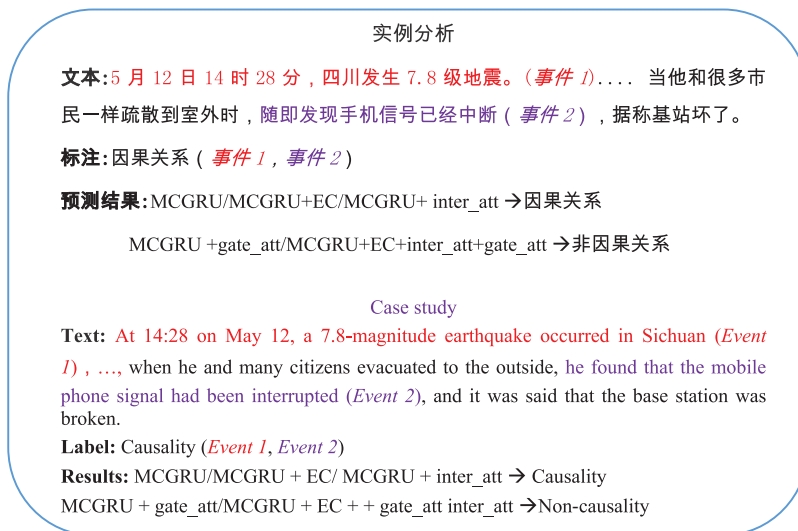 实例分析
文本:5 月 12 日 14 时 28 分，四川发生 7.8 级地震。（事件 1）.... 当他和很多市
民一样疏散到室外时，随即发现手机信号已经中断（ 事件 2 ），据称基站坏了。
标注:因果关系（ 事件 1，事件 2）
预测结果:MCGRU/MCGRU+EC/MCGRU+ inter_att →因果关系
MCGRU +gate_att/MCGRU+EC+inter_att+gate_att →非因果关系
Case study
Text: At 14:28 on May 12, a 7.8-magnitude earthquake occurred in Sichuan (Event
1) , …, when he and many citizens evacuated to the outside, he found that the mobile
phone signal had been interrupted (Event 2), and it was said that the base station was
broken.
Label: Causality (Event 1, Event 2)
Results: MCGRU/MCGRU + EC/ MCGRU + inter_att → Causality
MCGRU + gate_att/MCGRU + EC + + gate_att inter_att →Non-causality